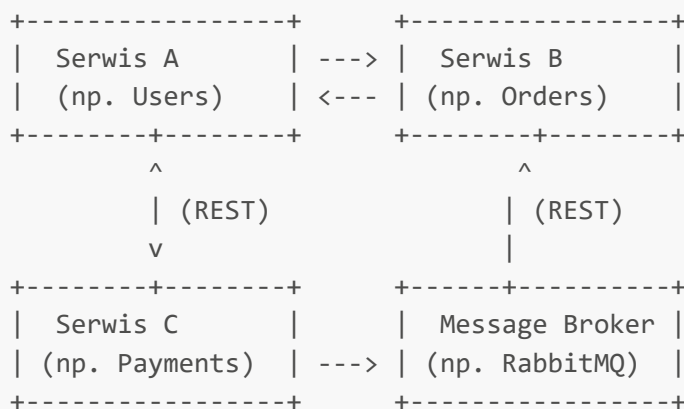 +-----------------+       +-----------------+
|   Serwis A        | ---> |   Serwis B        |
|   (np. Users)    | <--- | (np. Orders)     |
+--------+--------+       +--------+--------+
         ^                         ^
         | (REST)                 | (REST)
         v                        |
+--------+--------+       +------+----------+
|   Serwis C        |      |   Message Broker |
| (np. Payments)  | ---> | (np. RabbitMQ)  |
+-----------------+       +-----------------+